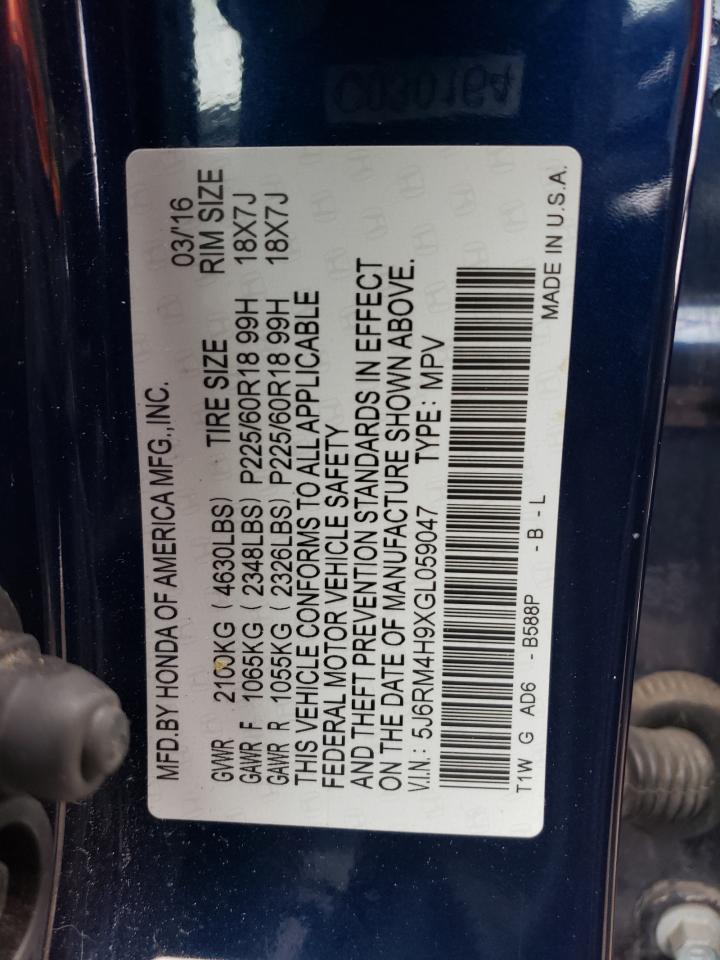 MFD.BY HONDA OF AMERICA MFG.,INC. 03/'16
GVWR 2100KG ( 4630LBS) TIRE SIZE RIM SIZE
GAWR F 1065KG ( 2348LBS) P225/60R18 99H 18X7J
GAWR R 1055KG ( 2326LBS) P225/60R18 99H 18X7J
THIS VEHICLE CONFORMS TO ALL APPLICABLE
FEDERAL MOTOR VEHICLE SAFETY
AND THEFT PREVENTION STANDARDS IN EFFECT
ON THE DATE OF MANUFACTURE SHOWN ABOVE.
V.I.N.: 5J6RM4H9XGL059047 TYPE: MPV
T1W G AD6 - B588P -B-L
MADE IN U.S.A.
C030164